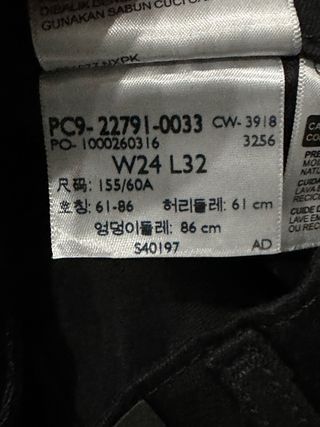 GUNAKAN SABUN CUCI
PC9-22791-0033 CW-3918
PO-1000260316 3256
W24 L32
尺码: 155/60A
호칭: 61-86 허리둘레: 61 cm
엉덩이둘레: 86 cm
S40197 AD